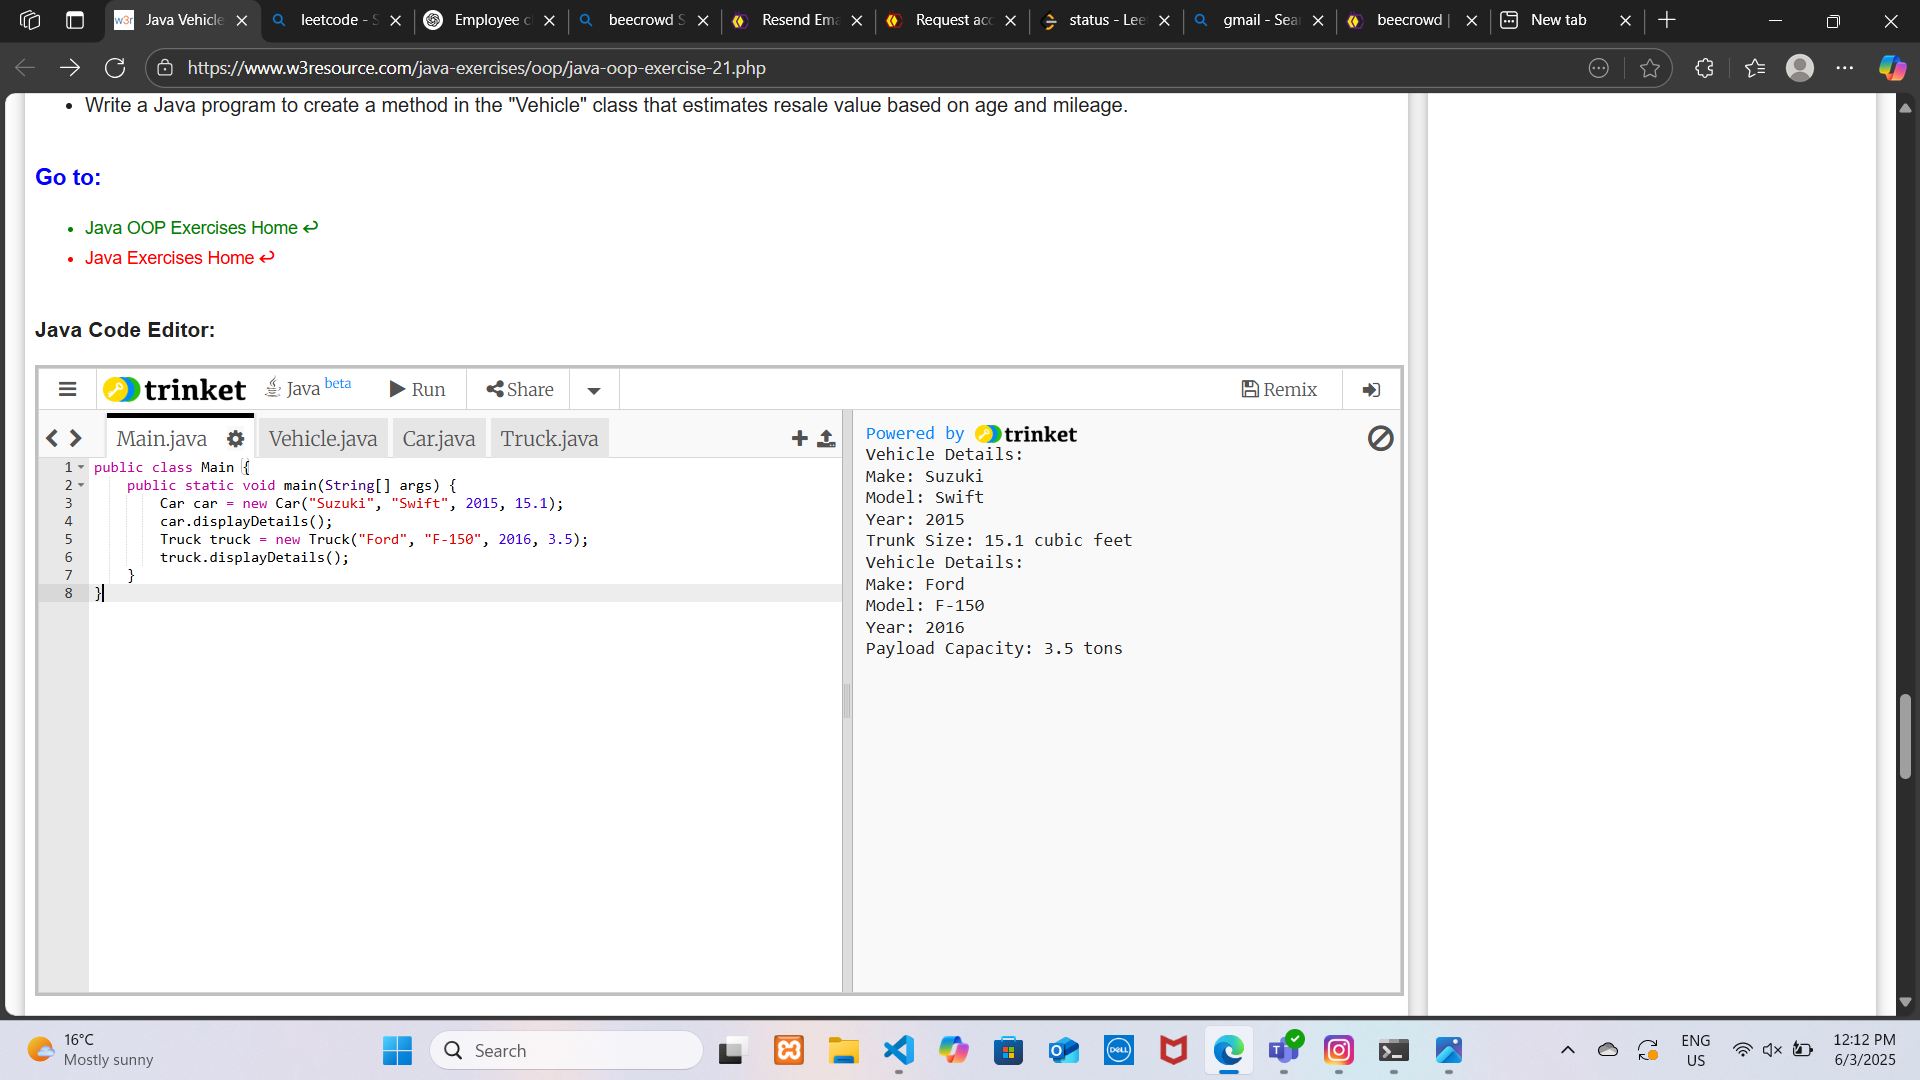 Java Vehicle
leetcode - S
Employee c
beecrowd S
Resend Ema
Request acc
status - Lee
gmail - Sear
beecrowd |
New tab
https://www.w3resource.com/java-exercises/oop/java-oop-exercise-21.php
• Write a Java program to create a method in the "Vehicle" class that estimates resale value based on age and mileage.
Go to:
• Java OOP Exercises Home ↩
• Java Exercises Home ↩
Java Code Editor:
trinket Java beta Run Share Remix
Main.java Vehicle.java Car.java Truck.java
1 public class Main {
2 public static void main(String[] args) {
3 Car car = new Car("Suzuki", "Swift", 2015, 15.1);
4 car.displayDetails();
5 Truck truck = new Truck("Ford", "F-150", 2016, 3.5);
6 truck.displayDetails();
7 }
8 }
Powered by trinket
Vehicle Details:
Make: Suzuki
Model: Swift
Year: 2015
Trunk Size: 15.1 cubic feet
Vehicle Details:
Make: Ford
Model: F-150
Year: 2016
Payload Capacity: 3.5 tons
16°C
Mostly sunny
Search
DELL
ENG
US
12:12 PM
6/3/2025